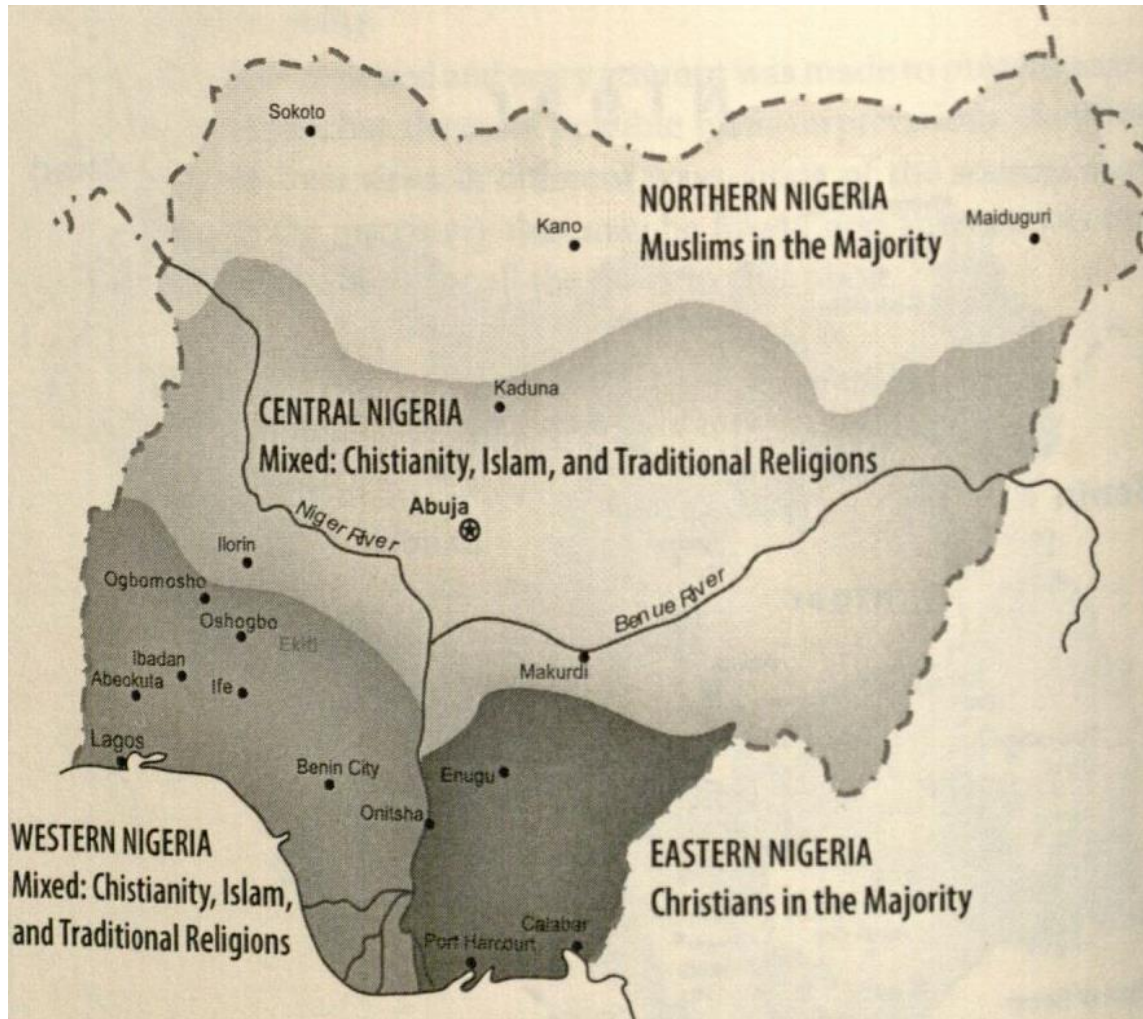 Sokoto
NORTHERN NIGERIA
Muslims in the Majority
Kano
Maiduguri
Kaduna
CENTRAL NIGERIA
Mixed: Chistianity, Islam, and Traditional Religions
Abuja
Niger River
Ilorin
Ogbomosho
Oshogbo
Ekiti
Benue River
Ibadan
Makurdi
Abeokuta
Ife
Lagos
Benin City
Enugu
Onitsha
WESTERN NIGERIA
Mixed: Chistianity, Islam,
and Traditional Religions
EASTERN NIGERIA
Christians in the Majority
Calabar
Port Harcourt